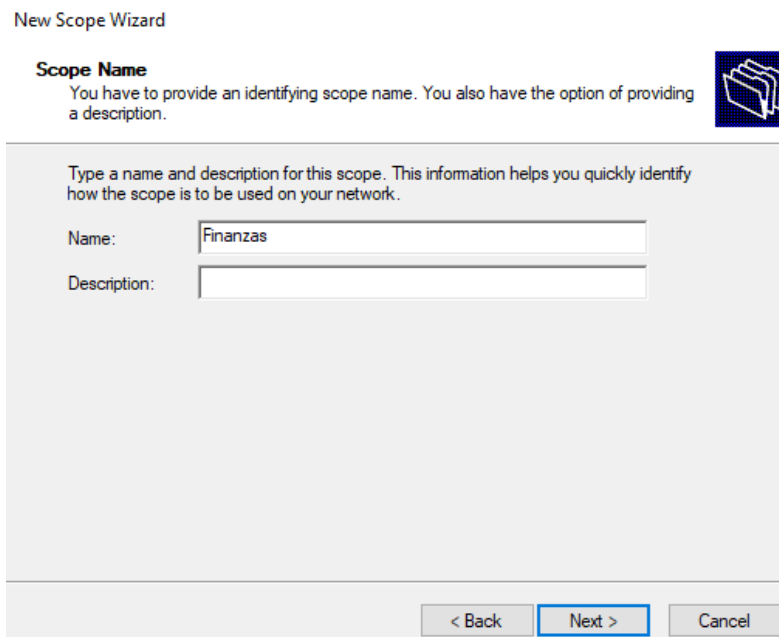 New Scope Wizard
Scope Name
You have to provide an identifying scope name. You also have the option of providing
a description.
Type a name and description for this scope. This information helps you quickly identify
how the scope is to be used on your network.
Name:
Finanzas
Description:
< Back
Next >
Cancel